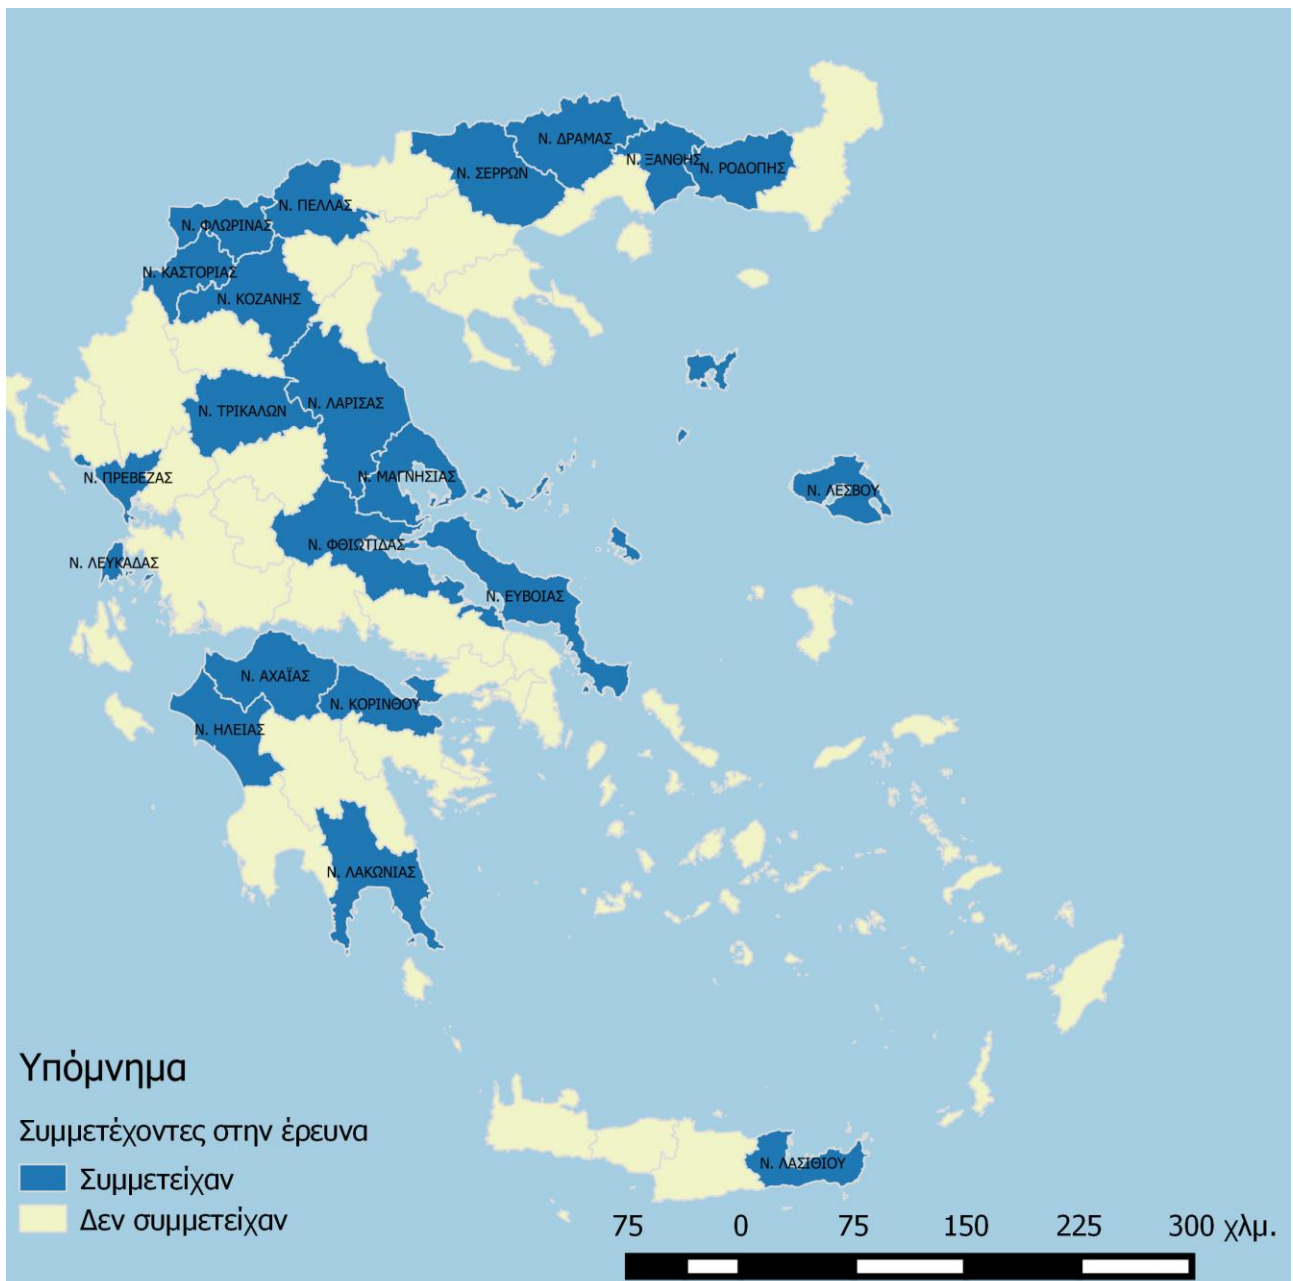 Ν. ΔΡΑΜΑΣ
Ν. ΞΑΝΘΗΣ
Ν. ΡΟΔΟΠΗΣ
Ν. ΣΕΡΡΩΝ
Ν. ΠΕΛΛΑΣ
Ν. ΦΛΩΡΙΝΑΣ
Ν. ΚΑΣΤΟΡΙΑΣ
Ν. ΚΟΖΑΝΗΣ
Ν. ΛΑΡΙΣΑΣ
Ν. ΤΡΙΚΑΛΩΝ
Ν. ΠΡΕΒΕΖΑΣ
Ν. ΜΑΓΝΗΣΙΑΣ
Ν. ΛΕΣΒΟΥ
Ν. ΦΘΙΩΤΙΔΑΣ
Ν. ΛΕΥΚΑΔΑΣ
Ν. ΕΥΒΟΙΑΣ
Ν. ΑΧΑΪΑΣ
Ν. ΚΟΡΙΝΘΟΥ
Ν. ΗΛΕΙΑΣ
Ν. ΛΑΚΩΝΙΑΣ
Ν. ΛΑΣΙΘΙΟΥ
Υπόμνημα
Συμμετέχοντες στην έρευνα
Συμμετείχαν
Δεν συμμετείχαν
75 0 75 150 225 300 χλμ.